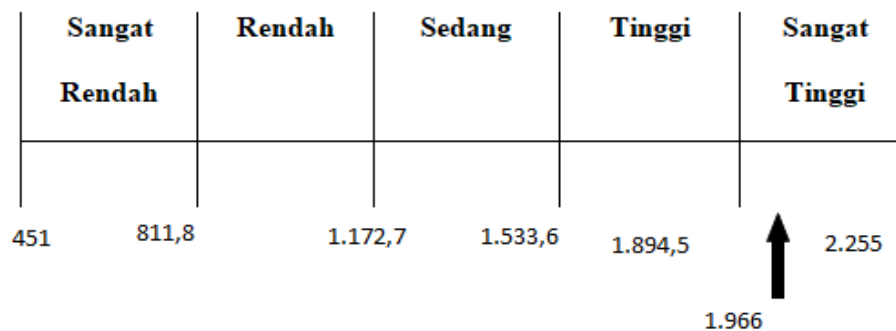 Sangat Rendah Sedang Tinggi Sangat
Rendah Tinggi
451 811,8 1.172,7 1.533,6 1.894,5 2.255
1.966